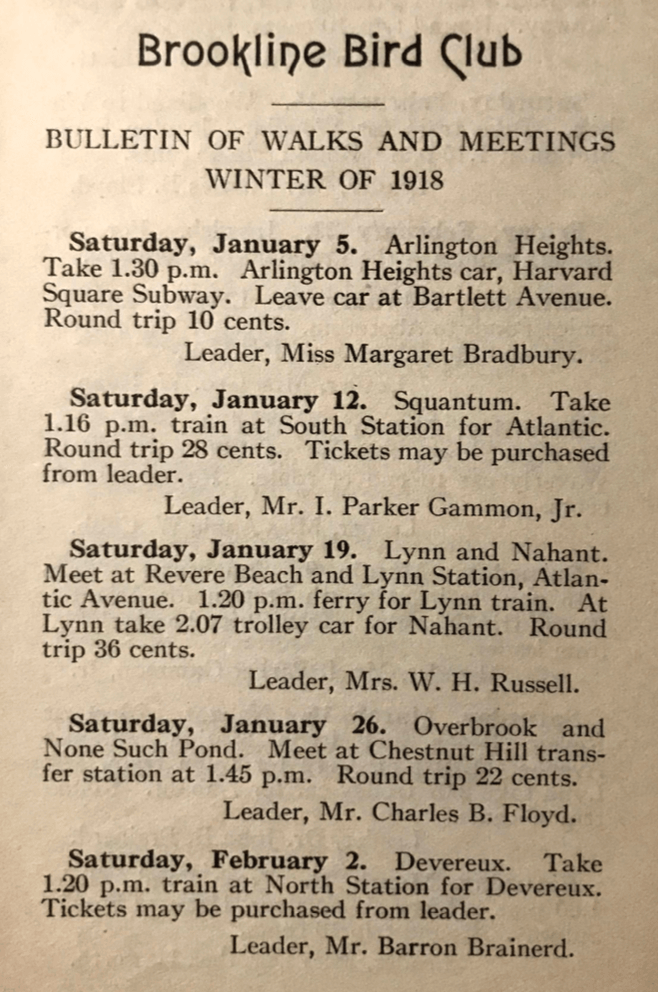 Brookline Bird Club
BULLETIN OF WALKS AND MEETINGS
WINTER OF 1918
Saturday, January 5. Arlington Heights.
Take 1.30 p.m. Arlington Heights car, Harvard
Square Subway. Leave car at Bartlett Avenue.
Round trip 10 cents.
Leader, Miss Margaret Bradbury.
Saturday, January 12. Squantum. Take
1.16 p.m. train at South Station for Atlantic.
Round trip 28 cents. Tickets may be purchased
from leader.
Leader, Mr. I. Parker Gammon, Jr.
Saturday, January 19. Lynn and Nahant.
Meet at Revere Beach and Lynn Station, Atlan-
tic Avenue. 1.20 p.m. ferry for Lynn train. At
Lynn take 2.07 trolley car for Nahant. Round
trip 36 cents.
Leader, Mrs. W. H. Russell.
Saturday, January 26. Overbrook and
None Such Pond. Meet at Chestnut Hill trans-
fer station at 1.45 p.m. Round trip 22 cents.
Leader, Mr. Charles B. Floyd.
Saturday, February 2. Devereux. Take
1.20 p.m. train at North Station for Devereux.
Tickets may be purchased from leader.
Leader, Mr. Barron Brainerd.